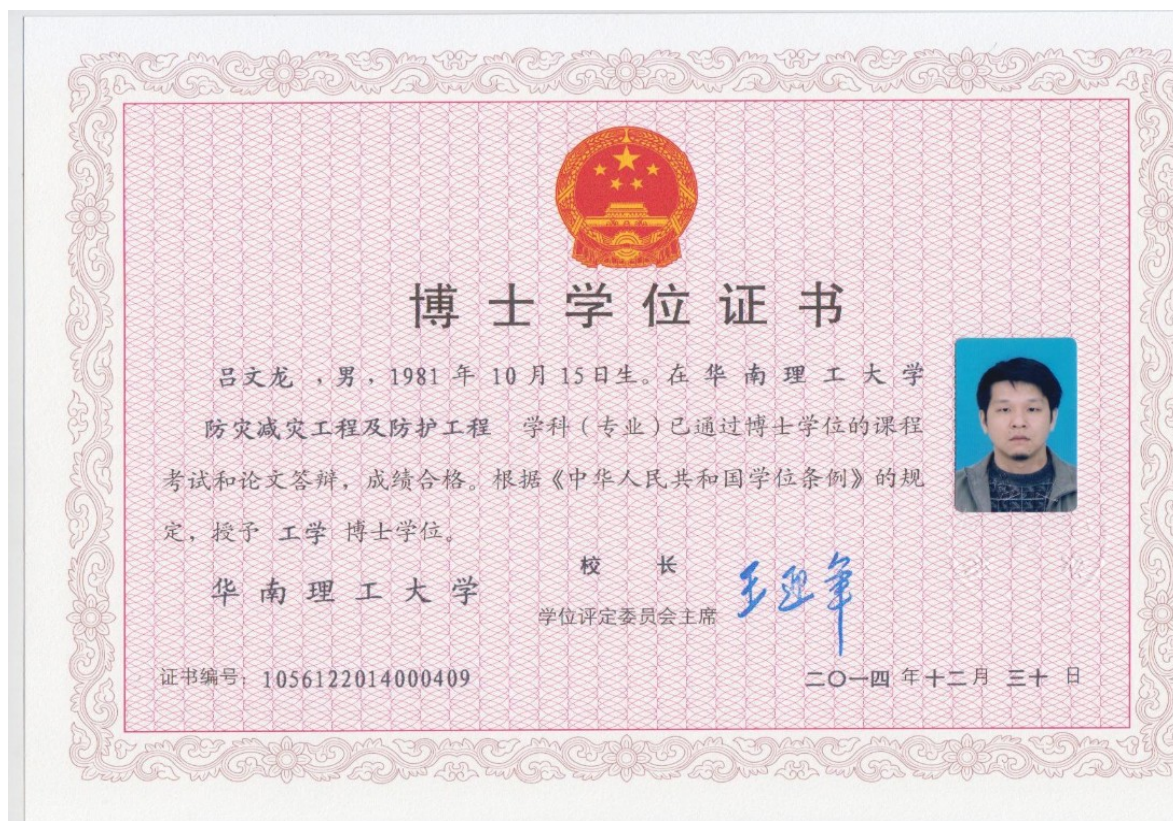 博士学位证书
吕文龙 ,男,1981 年 10 月 15日生。在 华南理工大学
防灾减灾工程及防护工程 学科(专业)已通过博士学位的课程
考试和论文答辩,成绩合格。根据《中华人民共和国学位条例》的规
定,授予 工学 博士学位。
华南理工大学
校 长
学位评定委员会主席
王迎军
证书编号:1056122014000409
二〇一四 年 十二 月 三十 日